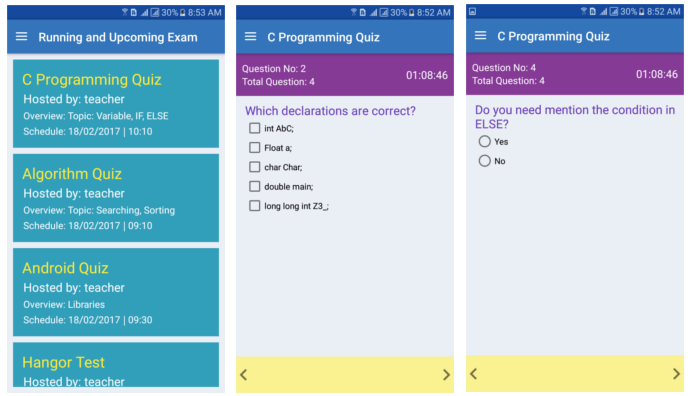 30% 8:53 AM
Running and Upcoming Exam
C Programming Quiz
Hosted by: teacher
Overview: Topic: Variable, IF, ELSE
Schedule: 18/02/2017 | 10:10
Algorithm Quiz
Hosted by: teacher
Overview: Topic: Searching, Sorting
Schedule: 18/02/2017 | 09:10
Android Quiz
Hosted by: teacher
Overview: Libraries
Schedule: 18/02/2017 | 09:30
Hangor Test
Hosted by: teacher
30% 8:52 AM
C Programming Quiz
Question No: 2
Total Question: 4
01:08:46
Which declarations are correct?
int AbC;
Float a;
char Char;
double main;
long long int Z3_;
30% 8:52 AM
C Programming Quiz
Question No: 4
Total Question: 4
01:08:46
Do you need mention the condition in
ELSE?
Yes
No